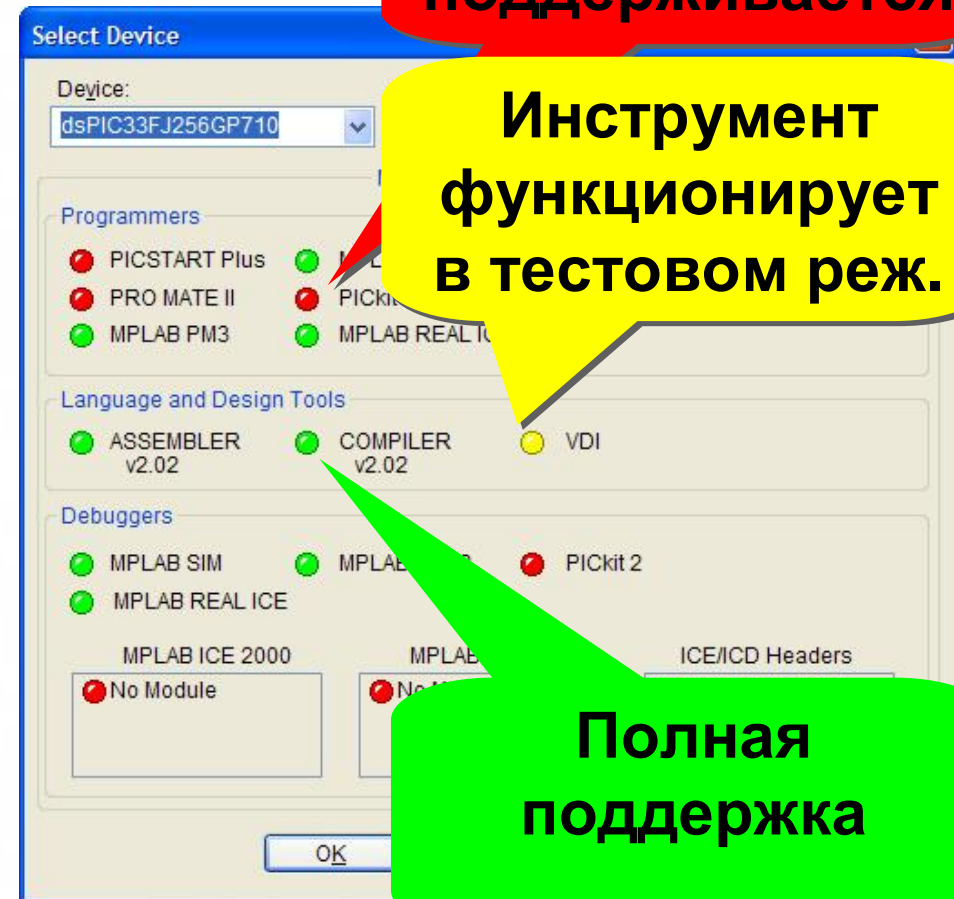 поддерживается
Select Device
Device:
dsPIC33FJ256GP710
Инструмент
функционирует
в тестовом реж.
Programmers
PICSTART Plus
PRO MATE II
MPLAB PM3
MPLAB REAL
Language and Design Tools
ASSEMBLER
v2.02
COMPILER
v2.02
VDI
Debuggers
MPLAB SIM
PICkit 2
MPLAB REAL ICE
MPLAB ICE 2000
MPLAB
ICE/ICD Headers
No Module
Полная
поддержка
OK